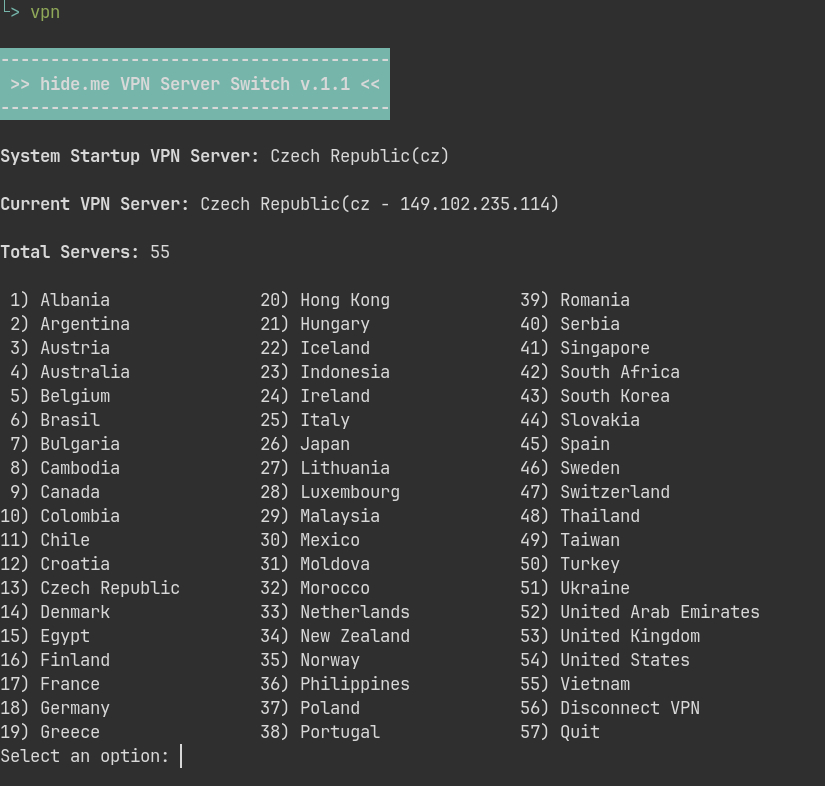 └> vpn
---------------------------------------
>> hide.me VPN Server Switch v.1.1 <<
---------------------------------------
System Startup VPN Server: Czech Republic(cz)
Current VPN Server: Czech Republic(cz - 149.102.235.114)
Total Servers: 55
1) Albania 20) Hong Kong 39) Romania
2) Argentina 21) Hungary 40) Serbia
3) Austria 22) Iceland 41) Singapore
4) Australia 23) Indonesia 42) South Africa
5) Belgium 24) Ireland 43) South Korea
6) Brasil 25) Italy 44) Slovakia
7) Bulgaria 26) Japan 45) Spain
8) Cambodia 27) Lithuania 46) Sweden
9) Canada 28) Luxembourg 47) Switzerland
10) Colombia 29) Malaysia 48) Thailand
11) Chile 30) Mexico 49) Taiwan
12) Croatia 31) Moldova 50) Turkey
13) Czech Republic 32) Morocco 51) Ukraine
14) Denmark 33) Netherlands 52) United Arab Emirates
15) Egypt 34) New Zealand 53) United Kingdom
16) Finland 35) Norway 54) United States
17) France 36) Philippines 55) Vietnam
18) Germany 37) Poland 56) Disconnect VPN
19) Greece 38) Portugal 57) Quit
Select an option: